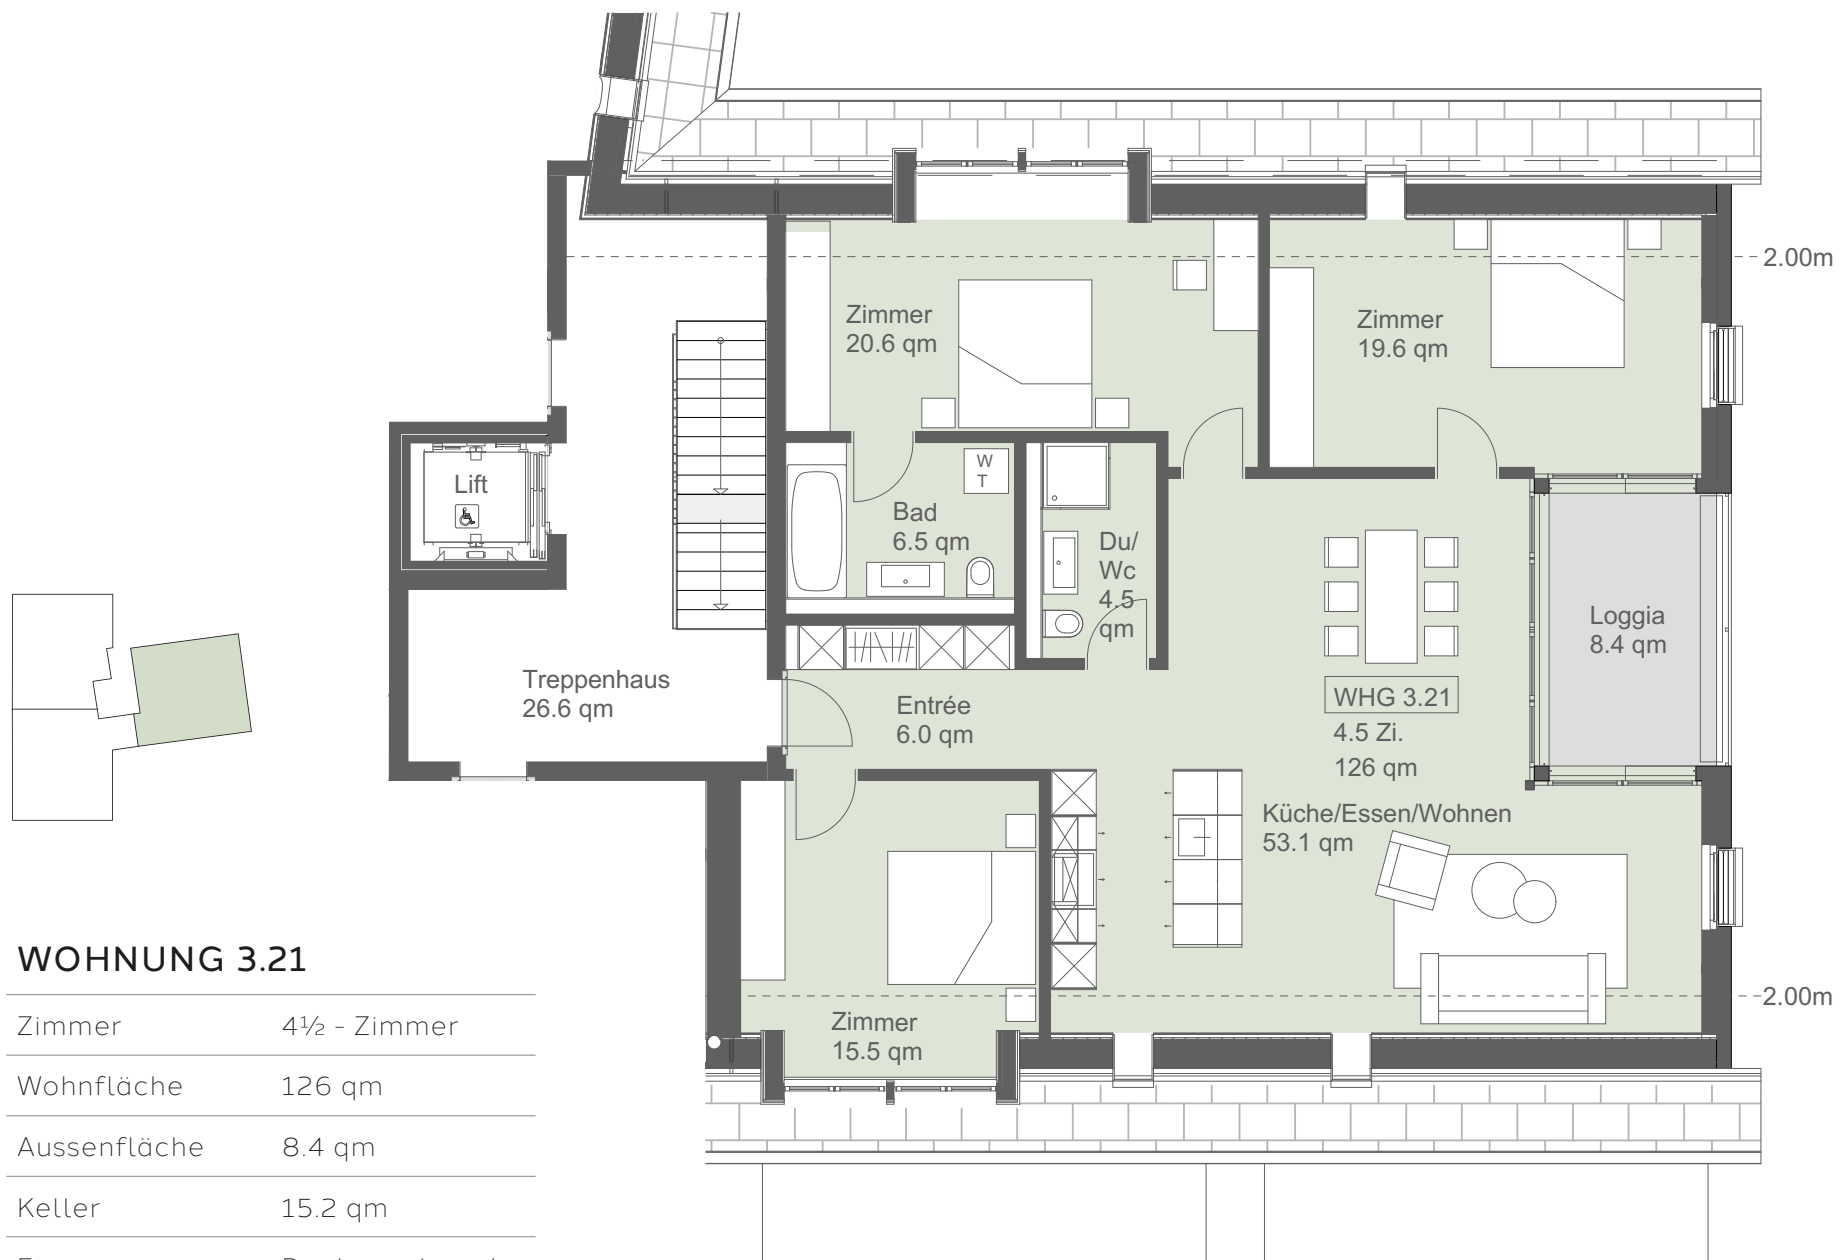 2.00m
Zimmer
20.6 qm
Zimmer
19.6 qm
Lift
W
T
Bad
6.5 qm
Du/
Wc
4.5
qm
Loggia
8.4 qm
Treppenhaus
26.6 qm
Entrée
6.0 qm
WHG 3.21
4.5 Zi.
126 qm
Küche/Essen/Wohnen
53.1 qm
Zimmer
15.5 qm
2.00m
WOHNUNG 3.21
Zimmer 4½ - Zimmer
Wohnfläche 126 qm
Aussenfläche 8.4 qm
Keller 15.2 qm